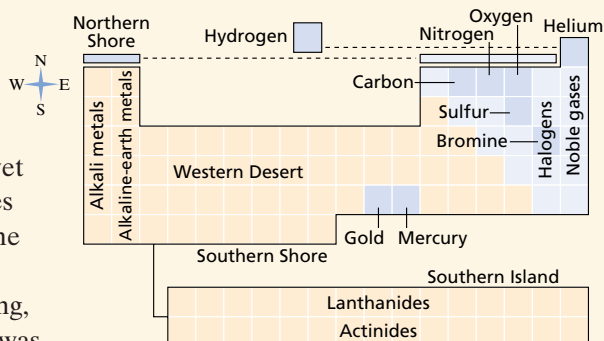 Northern
Shore
Hydrogen
Oxygen
Nitrogen
Helium
N
W E
S
Carbon
Sulfur
Bromine
Alkali metals
Alkaline-earth metals
Halogens
Noble gases
Western Desert
Gold Mercury
Southern Shore
Southern Island
Lanthanides
Actinides